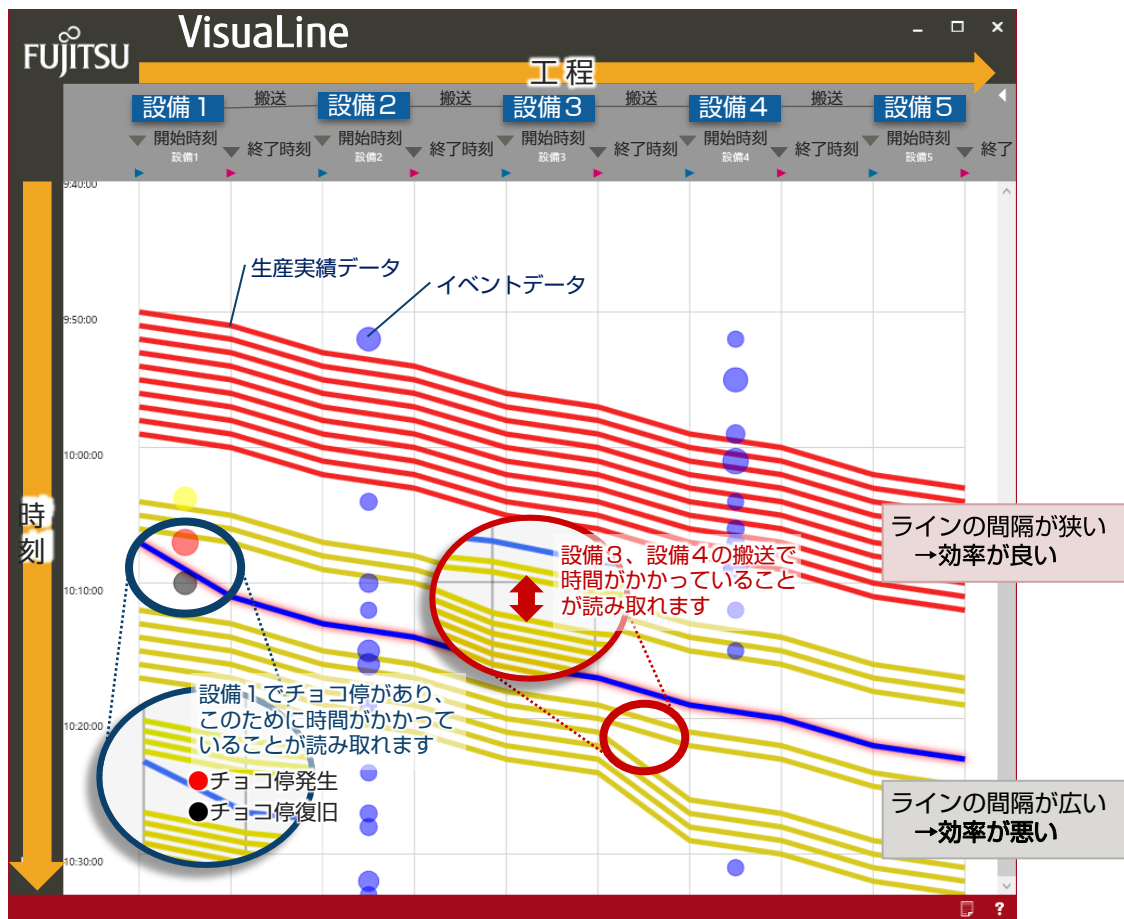 FUJITSU
VisuaLine
工程
設備1
搬送
設備2
搬送
設備3
搬送
設備4
搬送
設備5
開始時刻
設備1
終了時刻
開始時刻
設備2
終了時刻
開始時刻
設備3
終了時刻
開始時刻
設備4
終了時刻
開始時刻
設備5
終了
時刻
9:40:00
生産実績データ
イベントデータ
9:50:00
10:00:00
ラインの間隔が狭い
→効率が良い
設備3、設備4の搬送で
時間がかかっていること
が読み取れます
10:10:00
設備1でチョコ停があり、
このために時間がかかって
いることが読み取れます
10:20:00
チョコ停発生
チョコ停復旧
ラインの間隔が広い
→効率が悪い
10:30:00
?